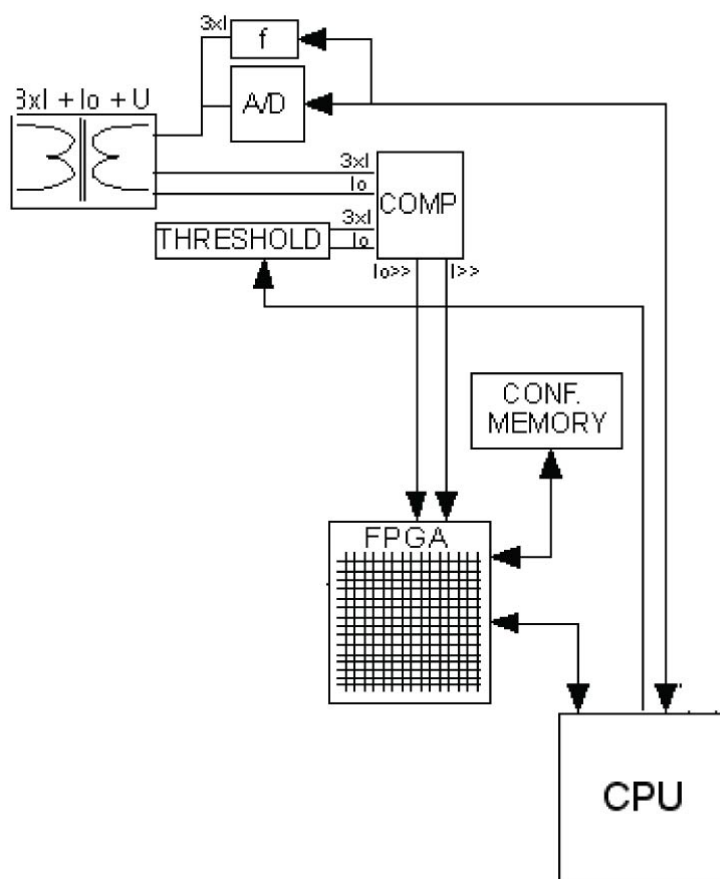 3xI
f
3xI + Io + U
A/D
3xI
Io
COMP
3xI
THRESHOLD
Io
Io>>
I>>
CONF.
MEMORY
FPGA
CPU